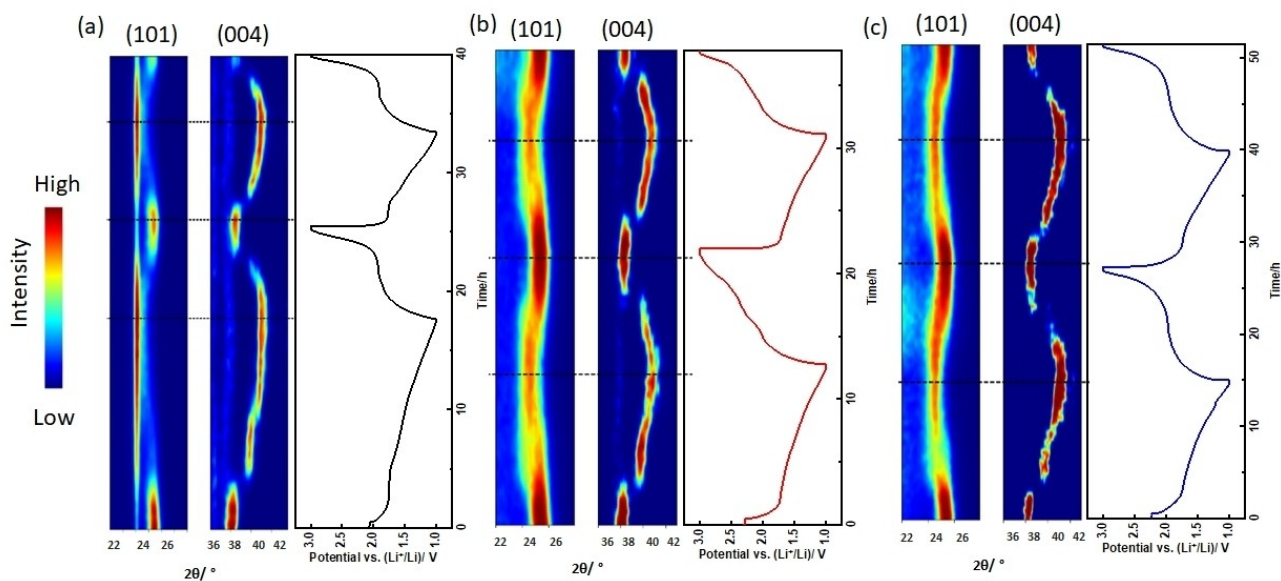 (a)
(101)
(004)
High
Intensity
Low
22 24 26
36 38 40 42
2θ/ °
3.0 2.5 2.0 1.5 1.0
Potential vs. (Li⁺/Li)/ V
0 10 20 30 40
Time/h
(b)
(101)
(004)
22 24 26
36 38 40 42
2θ/ °
3.0 2.5 2.0 1.5 1.0
Potential vs. (Li⁺/Li)/ V
0 10 20 30
Time/h
(c)
(101)
(004)
22 24 26
36 38 40 42
2θ/ °
3.0 2.5 2.0 1.5 1.0
Potential vs. (Li⁺/Li)/ V
0 10 20 30 40 50
Time/h